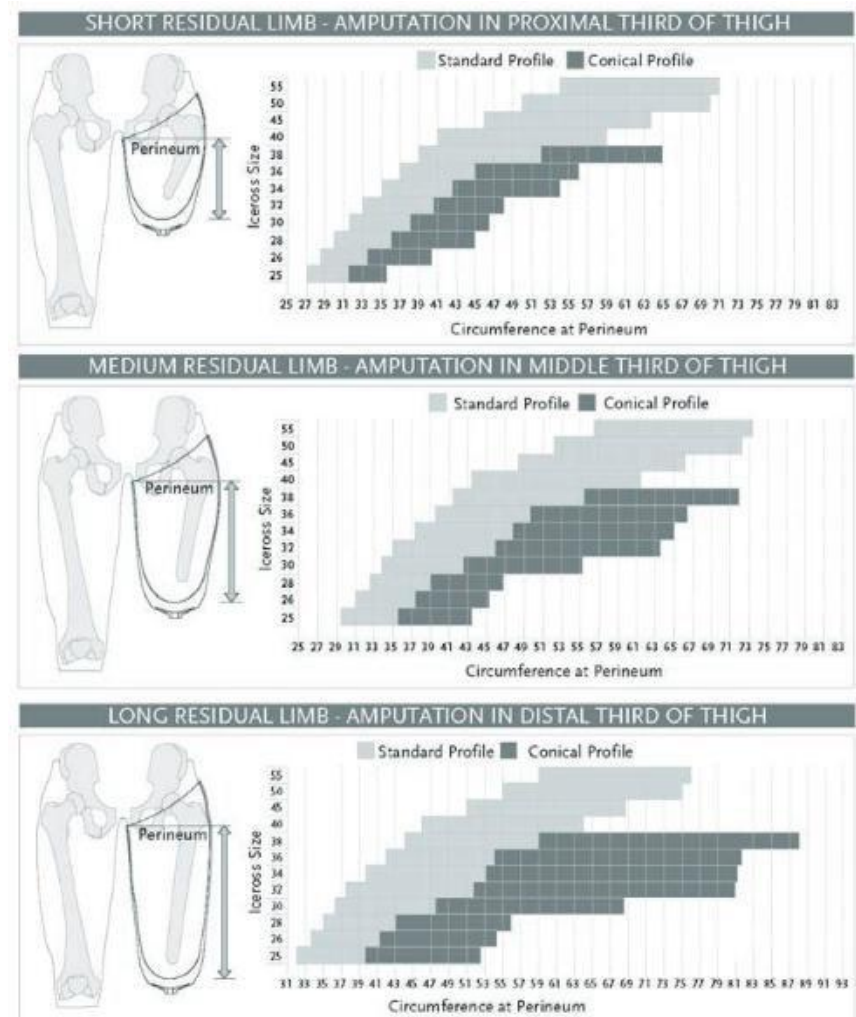 SHORT RESIDUAL LIMB - AMPUTATION IN PROXIMAL THIRD OF THIGH
Standard Profile Conical Profile
Perineum
Iceross Size
55
50
45
40
38
36
34
32
30
28
26
25
25 27 29 31 33 35 37 39 41 43 45 47 49 51 53 55 57 59 61 63 65 67 69 71 73 75 77 79 81 83
Circumference at Perineum
MEDIUM RESIDUAL LIMB - AMPUTATION IN MIDDLE THIRD OF THIGH
Standard Profile Conical Profile
Perineum
Iceross Size
55
50
45
40
38
36
34
32
30
28
26
25
25 27 29 31 33 35 37 39 41 43 45 47 49 51 53 55 57 59 61 63 65 67 69 71 73 75 77 79 81 83
Circumference at Perineum
LONG RESIDUAL LIMB - AMPUTATION IN DISTAL THIRD OF THIGH
Standard Profile Conical Profile
Perineum
Iceross Size
55
50
45
40
38
36
34
32
30
28
26
25
31 33 35 37 39 41 43 45 47 49 51 53 55 57 59 61 63 65 67 69 71 73 75 77 79 81 83 85 87 89 91 93
Circumference at Perineum